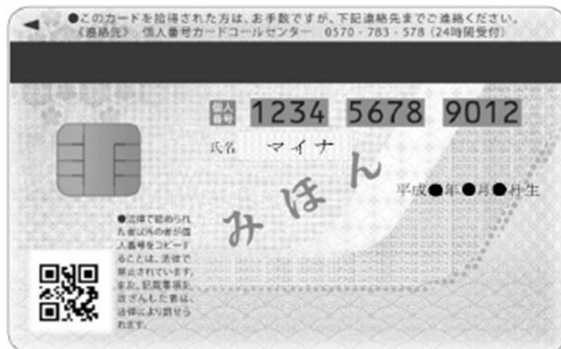 ●このカードを拾得された方は、お手数ですが、下記連絡先までご連絡ください。
《連絡先》 個人番号カードコールセンター 0570-783-578（24時間受付）
個人番号 1234 5678 9012
氏名 マイナ
みほん
平成●年●月●日生
●法律で認められ
た者以外の者が個
人番号をコピーす
ることは、法律で
禁止されています。
また、記載事項を
改ざんした者は、
法律により罰せら
れます。